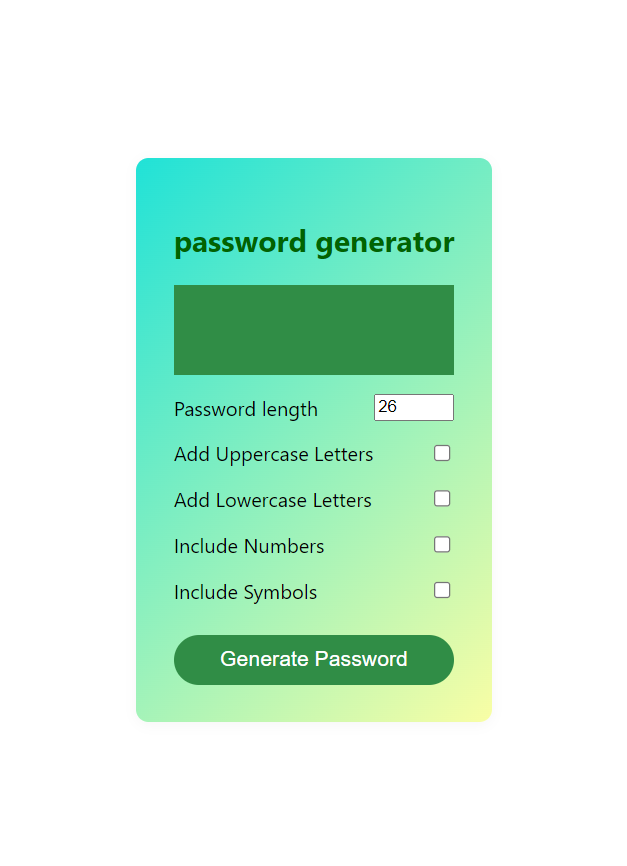 password generator
Password length 26
Add Uppercase Letters
Add Lowercase Letters
Include Numbers
Include Symbols
Generate Password